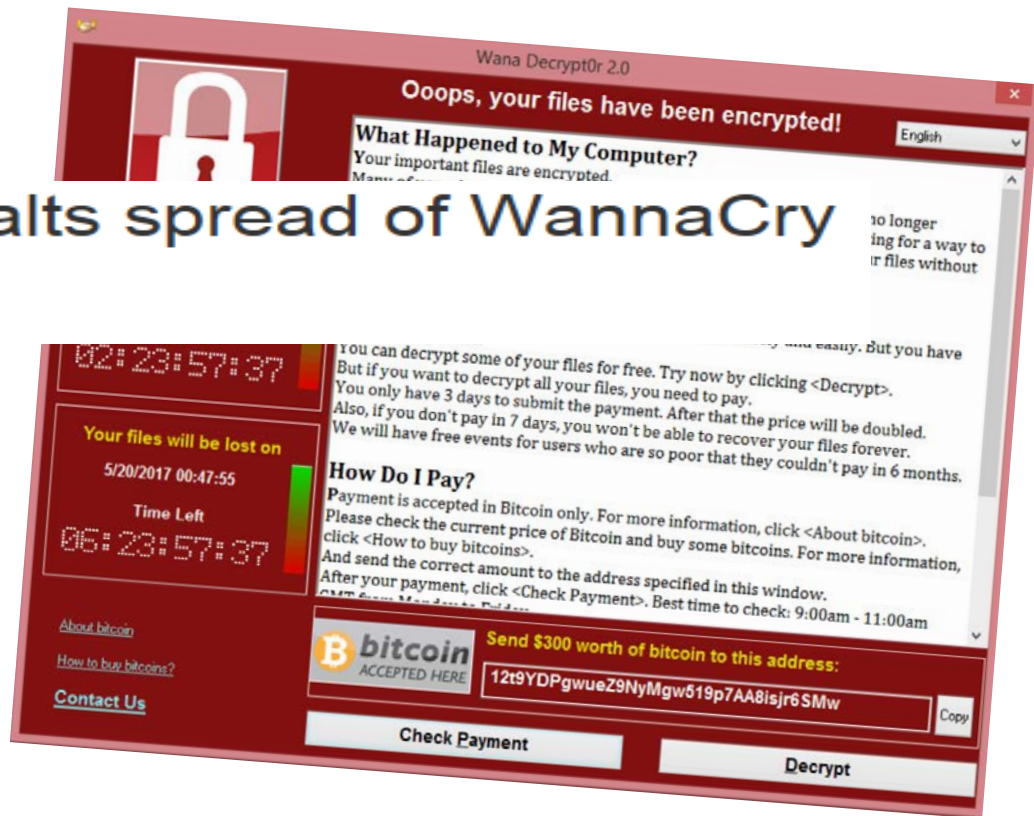 Wana Decrypt0r 2.0
Ooops, your files have been encrypted!
English
What Happened to My Computer?
Your important files are encrypted.
alts spread of WannaCry
no longer
ing for a way to
r files without
and easily. But you have
You can decrypt some of your files for free. Try now by clicking <Decrypt>.
But if you want to decrypt all your files, you need to pay.
You only have 3 days to submit the payment. After that the price will be doubled.
Also, if you don't pay in 7 days, you won't be able to recover your files forever.
We will have free events for users who are so poor that they couldn't pay in 6 months.
02:23:57:37
Your files will be lost on
5/20/2017 00:47:55
Time Left
06:23:57:37
How Do I Pay?
Payment is accepted in Bitcoin only. For more information, click <About bitcoin>.
Please check the current price of Bitcoin and buy some bitcoins. For more information,
click <How to buy bitcoins>.
And send the correct amount to the address specified in this window.
After your payment, click <Check Payment>. Best time to check: 9:00am - 11:00am
GMT from Monday to Friday
About bitcoin
How to buy bitcoins?
Contact Us
bitcoin
ACCEPTED HERE
Send $300 worth of bitcoin to this address:
12t9YDPgwueZ9NyMgw519p7AA8isjr6SMw
Copy
Check Payment
Decrypt